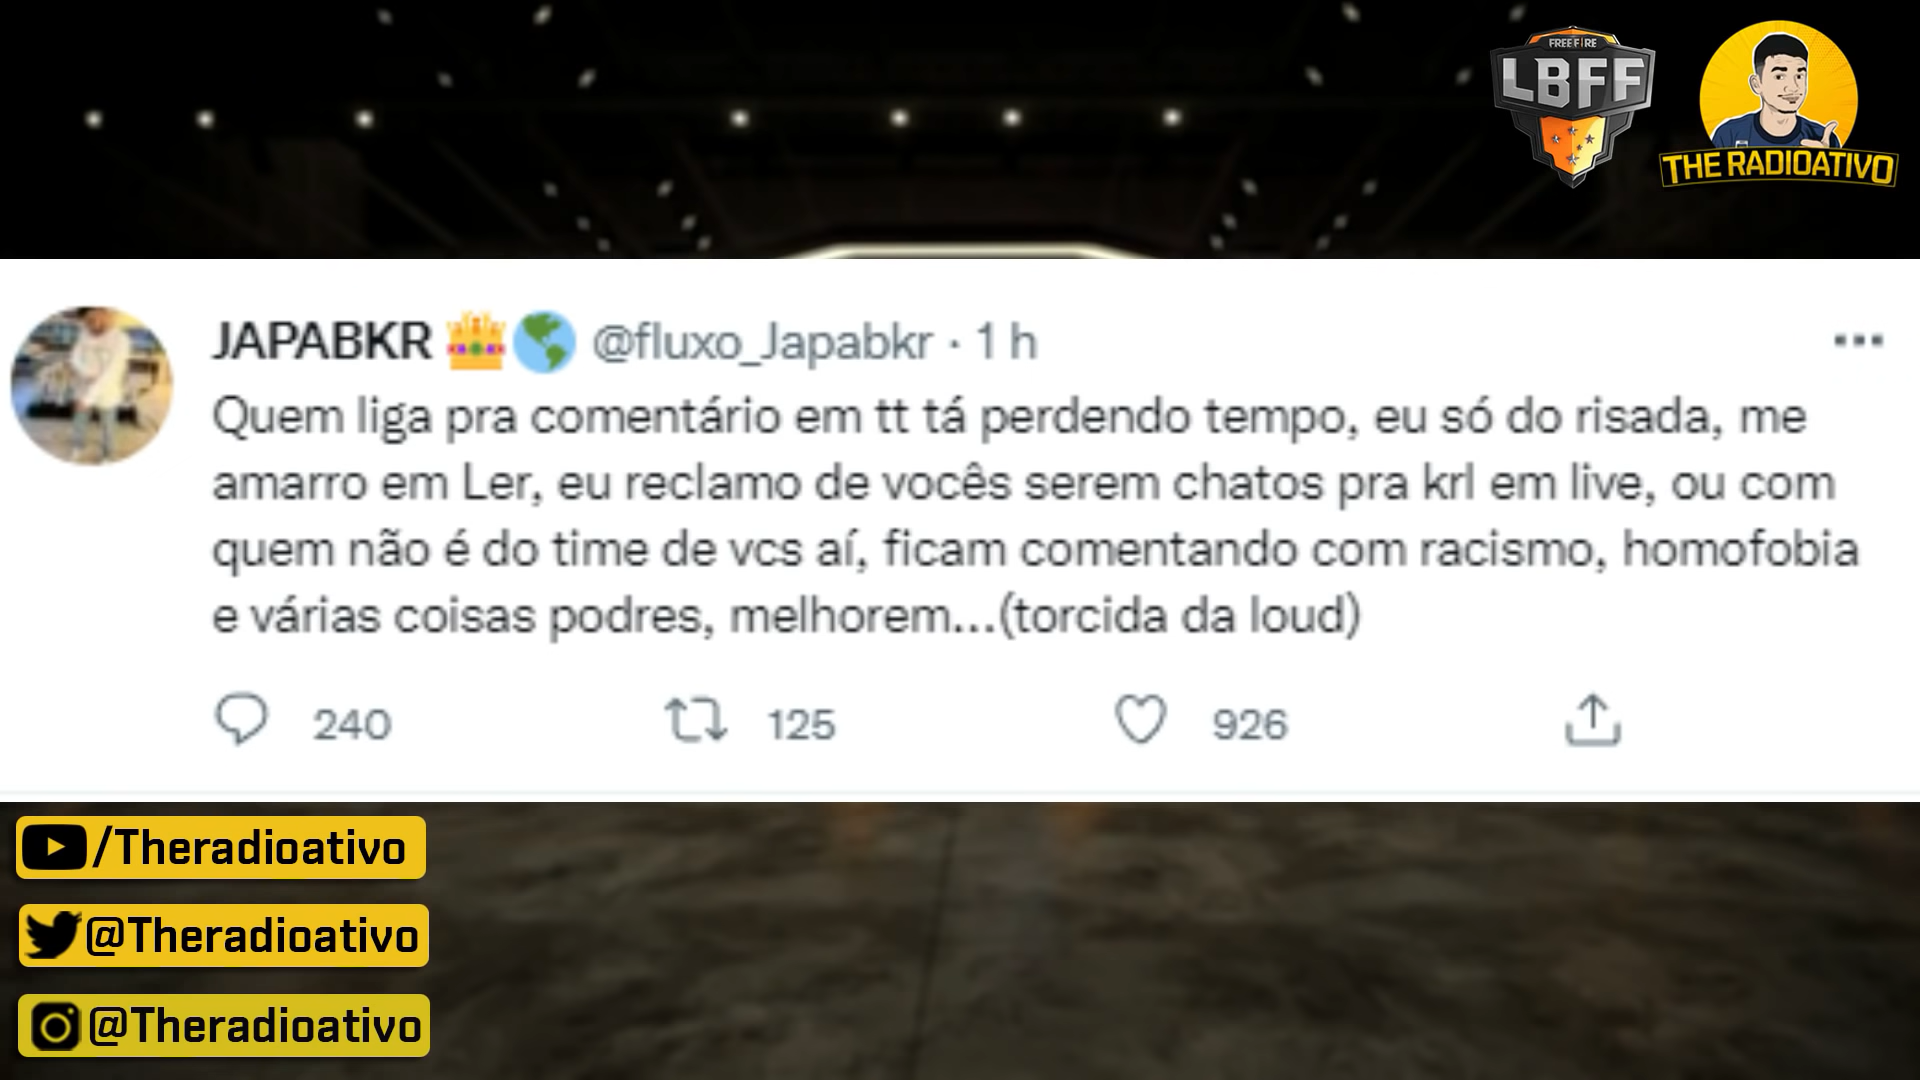 FREE FIRE
LBFF
THE RADIOATIVO
JAPABKR 👑🌎 @fluxo_Japabkr · 1 h
Quem liga pra comentário em tt tá perdendo tempo, eu só do risada, me
amarro em Ler, eu reclamo de vocês serem chatos pra krl em live, ou com
quem não é do time de vcs aí, ficam comentando com racismo, homofobia
e várias coisas podres, melhorem...(torcida da loud)
240 125 926
/Theradioativo
@Theradioativo
@Theradioativo